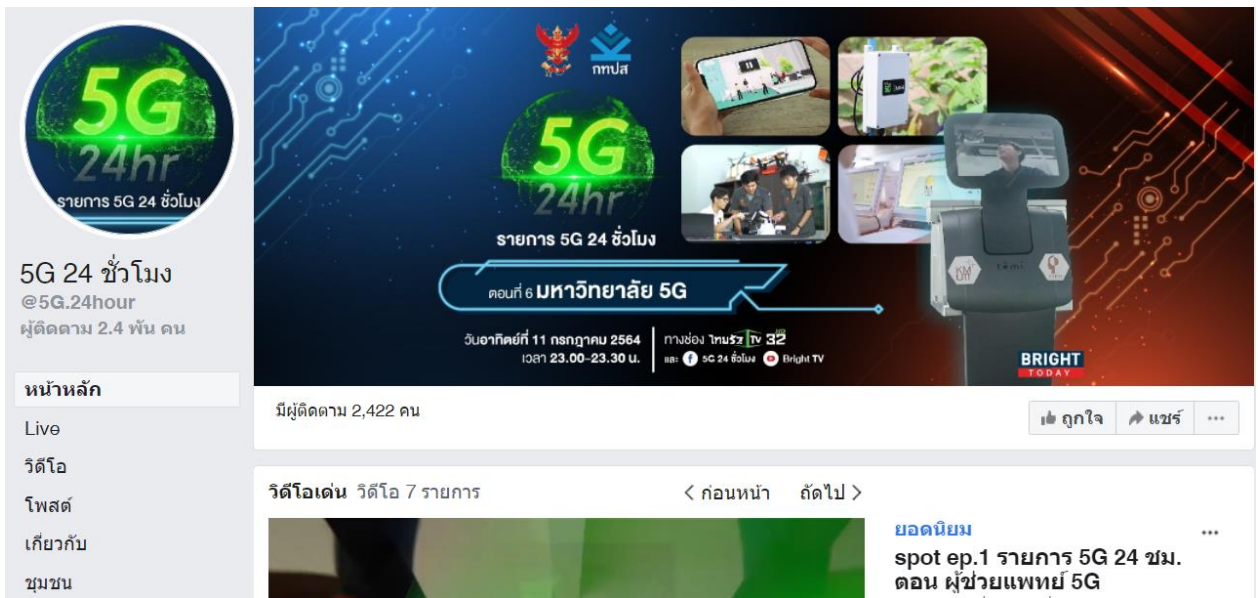 5G
24hr
รายการ 5G 24 ชั่วโมง
5G 24 ชั่วโมง
@5G.24hour
ผู้ติดตาม 2.4 พัน คน
หน้าหลัก
Live
วิดีโอ
โพสต์
เกี่ยวกับ
ชุมชน
กทปส
5G
24hr
รายการ 5G 24 ชั่วโมง
ตอนที่ 6 มหาวิทยาลัย 5G
วันอาทิตย์ที่ 11 กรกฎาคม 2564
เวลา 23.00-23.30 น.
ทางช่อง ไทยรัฐ TV HD 32
และ 5G 24 ชั่วโมง Bright TV
temi
BRIGHT
TODAY
มีผู้ติดตาม 2,422 คน
ถูกใจ แชร์
วิดีโอเด่น วิดีโอ 7 รายการ
ก่อนหน้า ถัดไป
ยอดนิยม
spot ep.1 รายการ 5G 24 ชม.
ตอน ผู้ช่วยแพทย์ 5G